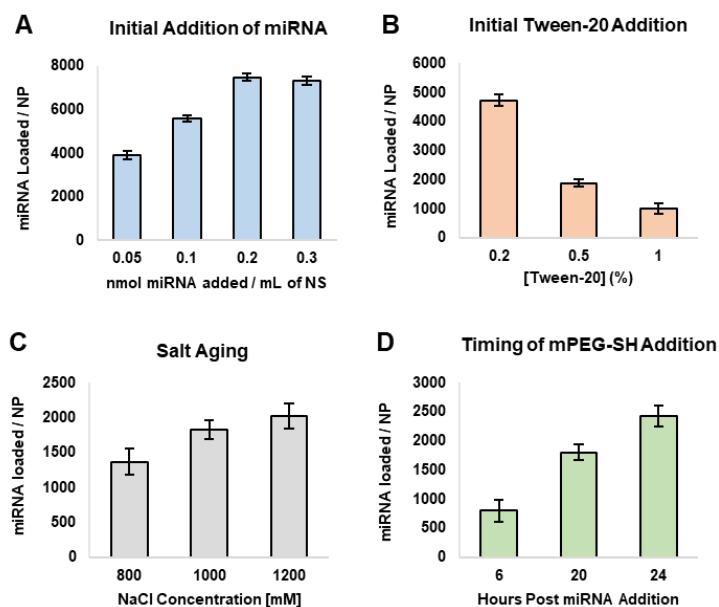 A
Initial Addition of miRNA
miRNA Loaded / NP
8000
6000
4000
2000
0
0.05 0.1 0.2 0.3
nmol miRNA added / mL of NS
B
Initial Tween-20 Addition
miRNA Loaded / NP
6000
5000
4000
3000
2000
1000
0
0.2 0.5 1
[Tween-20] (%)
C
Salt Aging
miRNA loaded / NP
2500
2000
1500
1000
500
0
800 1000 1200
NaCl Concentration [mM]
D
Timing of mPEG-SH Addition
miRNA loaded / NP
3000
2500
2000
1500
1000
500
0
6 20 24
Hours Post miRNA Addition